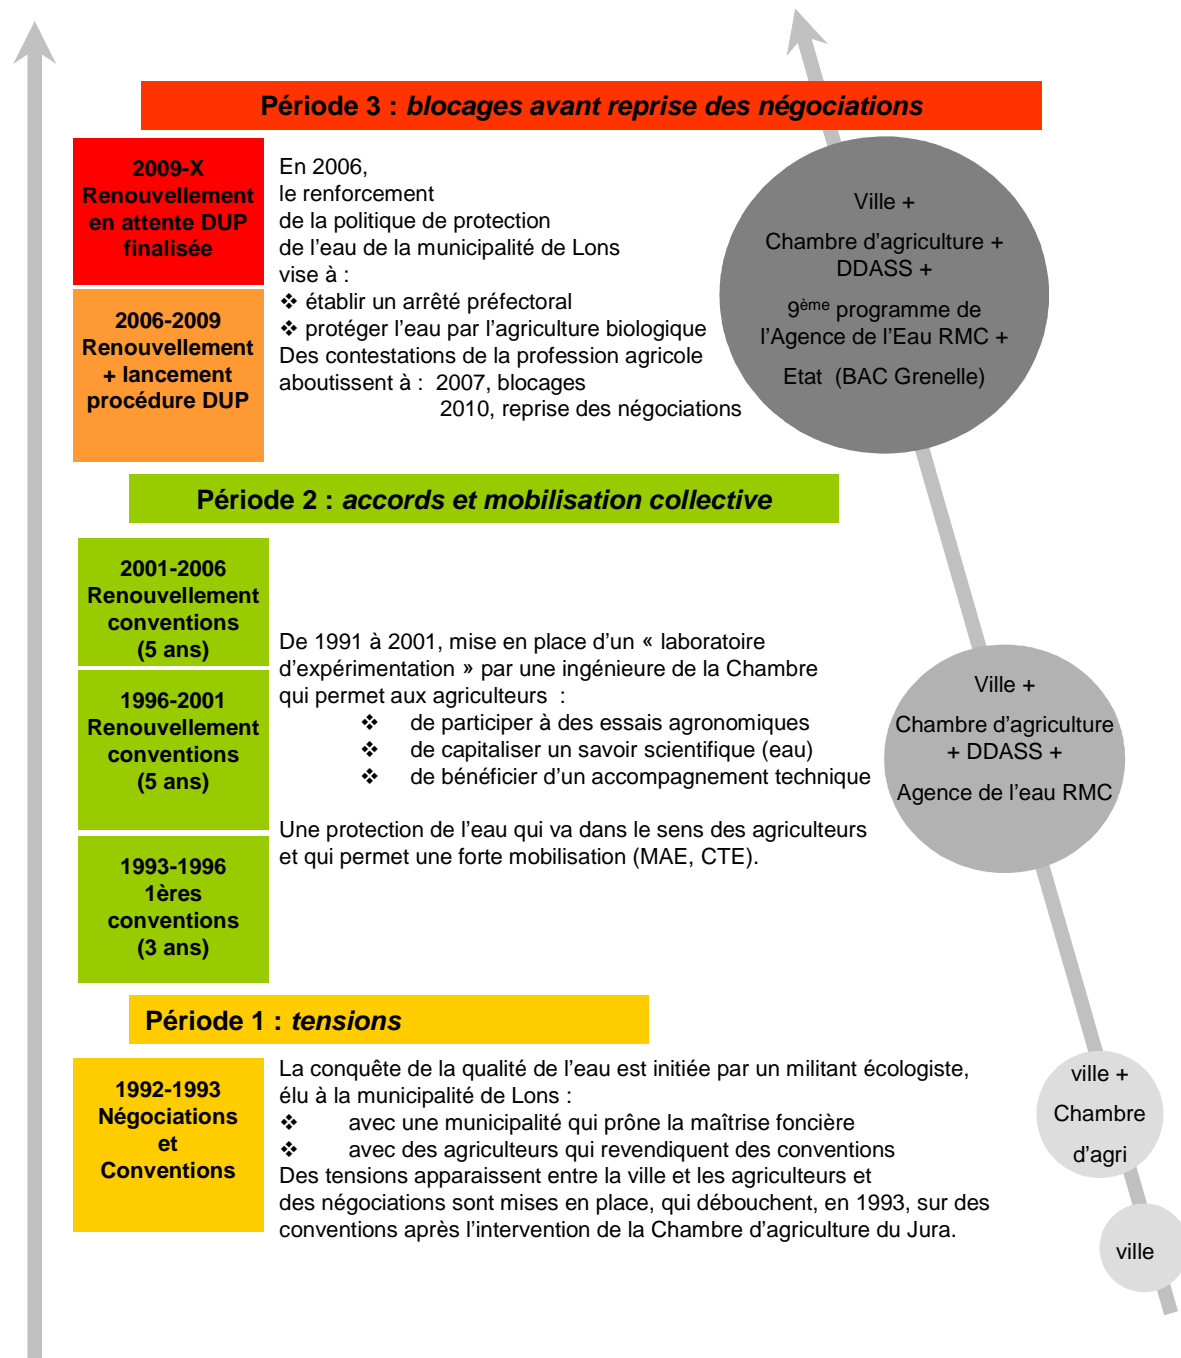 Période 3 : blocages avant reprise des négociations
2009-X
Renouvellement
en attente DUP
finalisée
2006-2009
Renouvellement
+ lancement
procédure DUP
En 2006,
le renforcement
de la politique de protection
de l’eau de la municipalité de Lons
vise à :
❖ établir un arrêté préfectoral
❖ protéger l’eau par l’agriculture biologique
Des contestations de la profession agricole
aboutissent à : 2007, blocages
2010, reprise des négociations
Ville +
Chambre d’agriculture +
DDASS +
9ème programme de
l’Agence de l’Eau RMC +
Etat (BAC Grenelle)
Période 2 : accords et mobilisation collective
2001-2006
Renouvellement
conventions
(5 ans)
1996-2001
Renouvellement
conventions
(5 ans)
1993-1996
1ères
conventions
(3 ans)
De 1991 à 2001, mise en place d’un « laboratoire
d’expérimentation » par une ingénieure de la Chambre
qui permet aux agriculteurs :
❖ de participer à des essais agronomiques
❖ de capitaliser un savoir scientifique (eau)
❖ de bénéficier d’un accompagnement technique
Une protection de l’eau qui va dans le sens des agriculteurs
et qui permet une forte mobilisation (MAE, CTE).
Ville +
Chambre d’agriculture
+ DDASS +
Agence de l’eau RMC
Période 1 : tensions
1992-1993
Négociations
et
Conventions
La conquête de la qualité de l’eau est initiée par un militant écologiste,
élu à la municipalité de Lons :
❖ avec une municipalité qui prône la maîtrise foncière
❖ avec des agriculteurs qui revendiquent des conventions
Des tensions apparaissent entre la ville et les agriculteurs et
des négociations sont mises en place, qui débouchent, en 1993, sur des
conventions après l’intervention de la Chambre d’agriculture du Jura.
ville +
Chambre
d’agri
ville